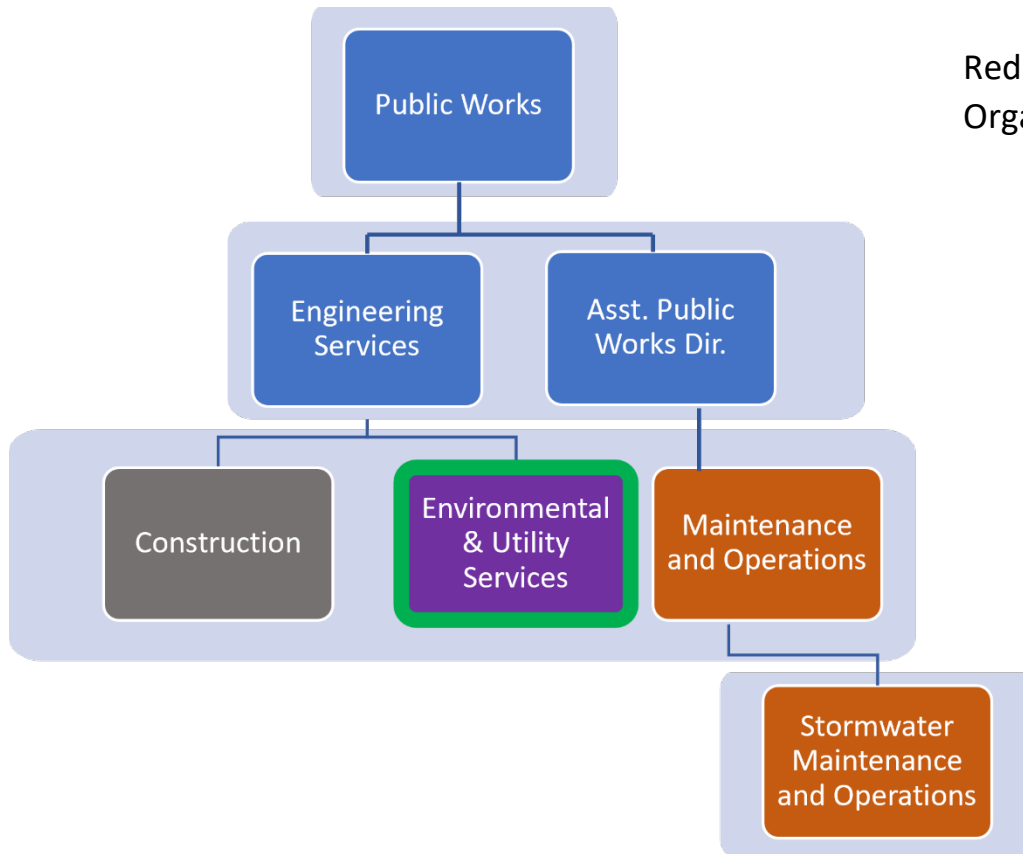 Public Works
Red
Orga
Engineering
Services
Asst. Public
Works Dir.
Construction
Environmental
& Utility
Services
Maintenance
and Operations
Stormwater
Maintenance
and Operations